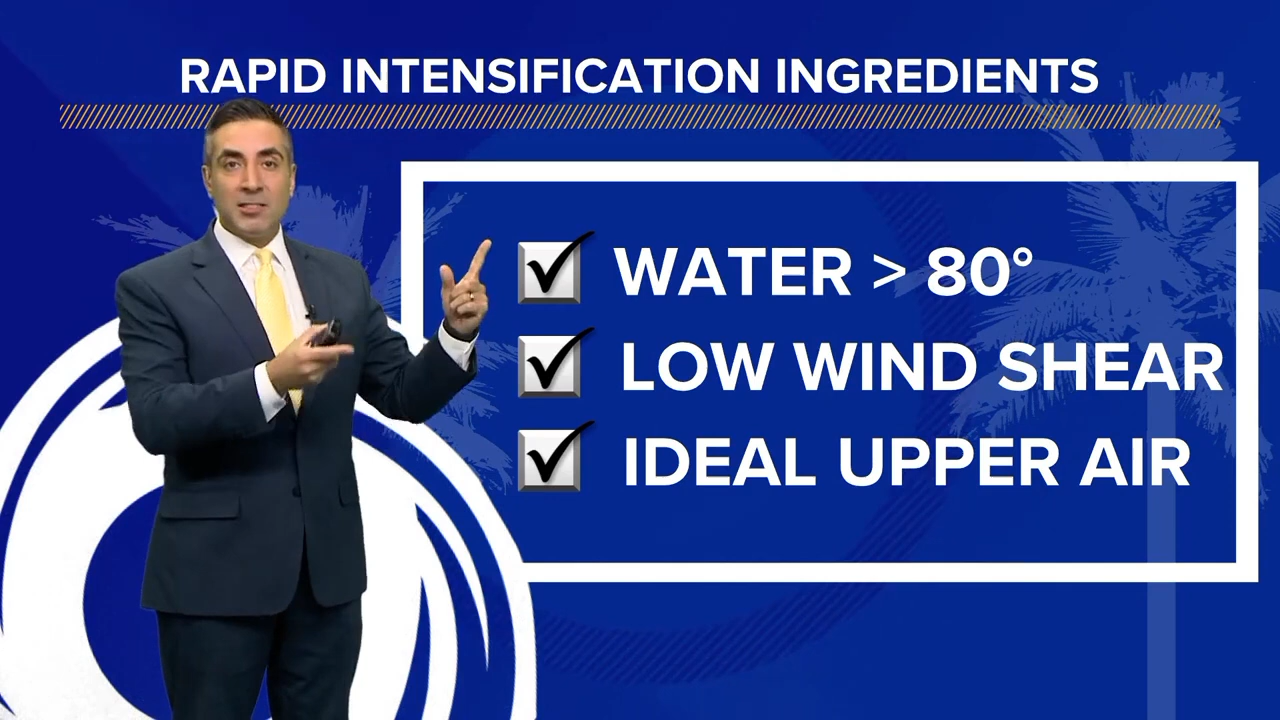 RAPID INTENSIFICATION INGREDIENTS
WATER > 80°
LOW WIND SHEAR
IDEAL UPPER AIR